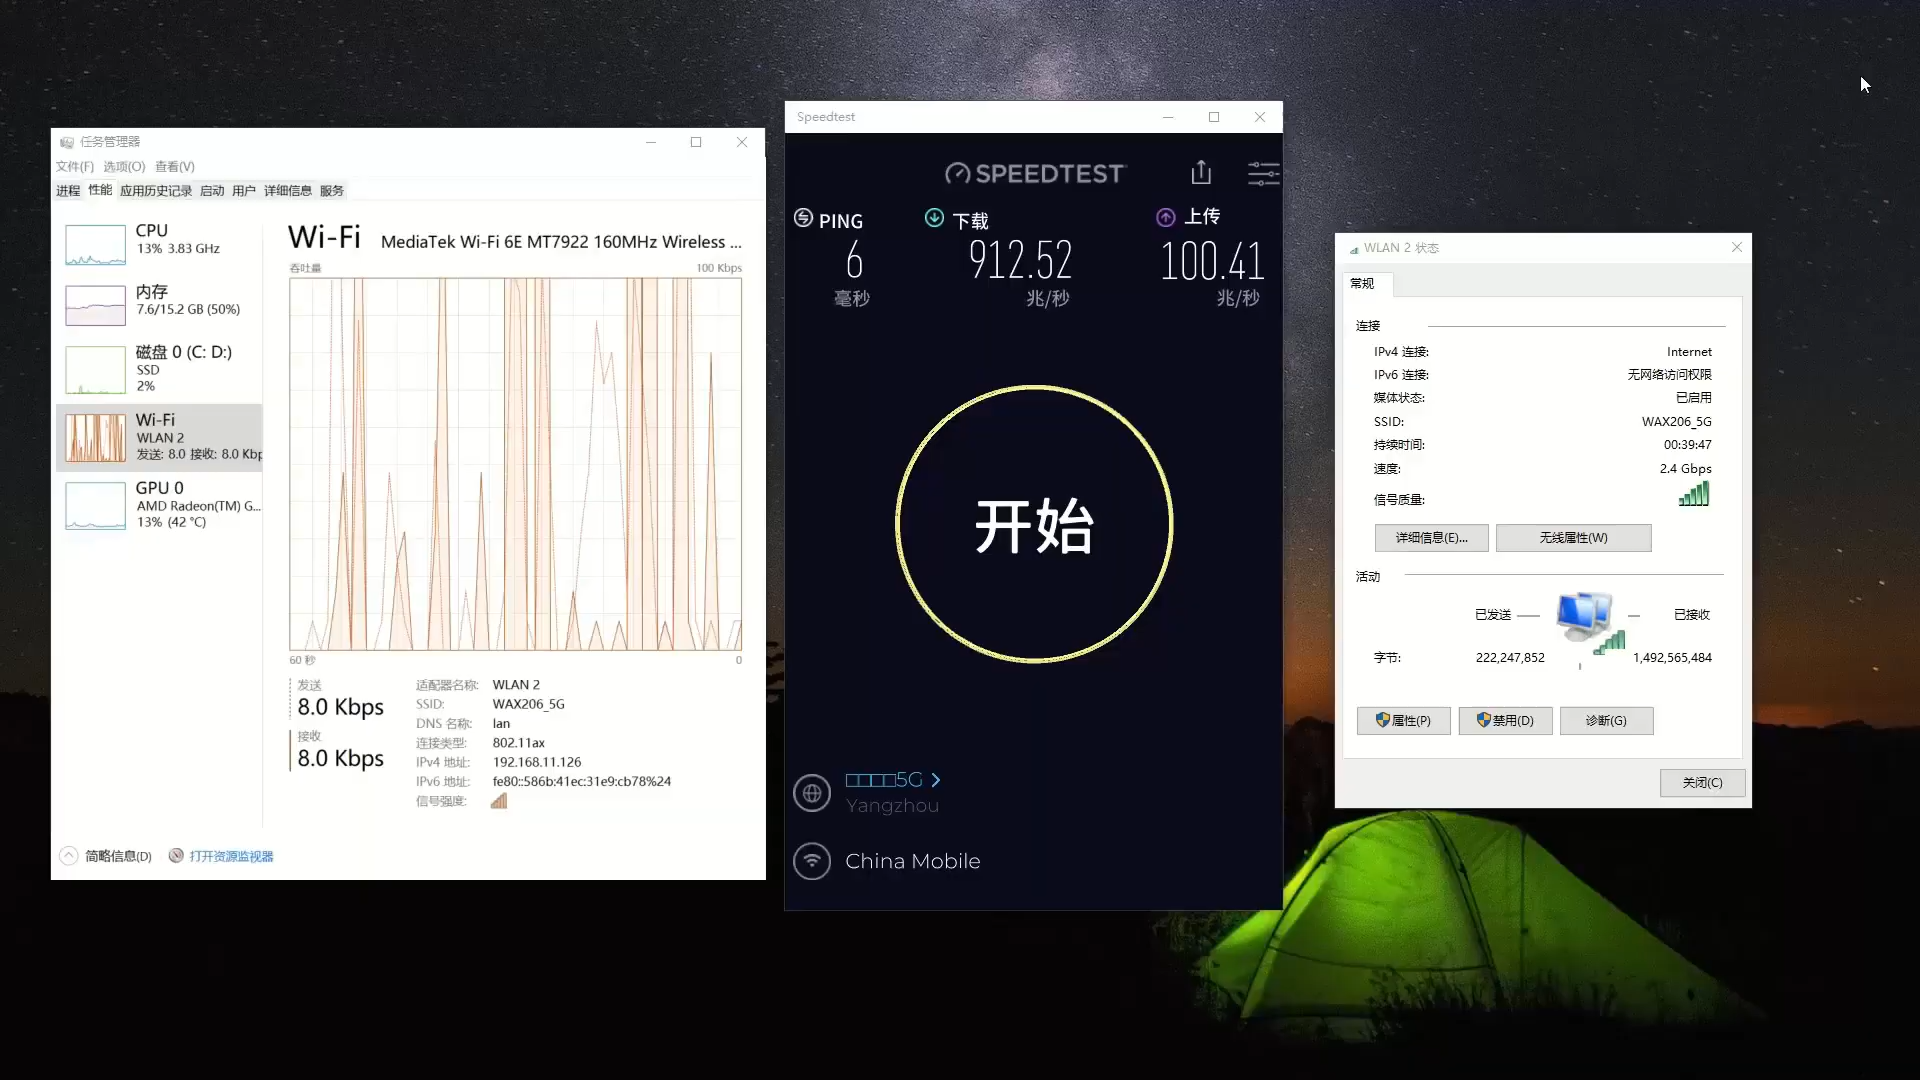 任务管理器
文件(F) 选项(O) 查看(V)
进程 性能 应用历史记录 启动 用户 详细信息 服务
CPU
13% 3.83 GHz
内存
7.6/15.2 GB (50%)
磁盘 0 (C: D:)
SSD
2%
Wi-Fi
WLAN 2
发送: 8.0 接收: 8.0 Kbp
GPU 0
AMD Radeon(TM) G...
13% (42 °C)
Wi-Fi MediaTek Wi-Fi 6E MT7922 160MHz Wireless ...
吞吐量 100 Kbps
60 秒 0
发送
8.0 Kbps
接收
8.0 Kbps
适配器名称: WLAN 2
SSID: WAX206_5G
DNS 名称: lan
连接类型: 802.11ax
IPv4 地址: 192.168.11.126
IPv6 地址: fe80::586b:41ec:31e9:cb78%24
信号强度:
简略信息(D) 打开资源监视器
Speedtest
SPEEDTEST
PING 下载 上传
6 912.52 100.41
毫秒 兆/秒 兆/秒
开始
□□□□5G
Yangzhou
China Mobile
WLAN 2 状态
常规
连接
IPv4 连接: Internet
IPv6 连接: 无网络访问权限
媒体状态: 已启用
SSID: WAX206_5G
持续时间: 00:39:47
速度: 2.4 Gbps
信号质量:
详细信息(E)... 无线属性(W)
活动
已发送 — — 已接收
字节: 222,247,852 1,492,565,484
属性(P) 禁用(D) 诊断(G)
关闭(C)